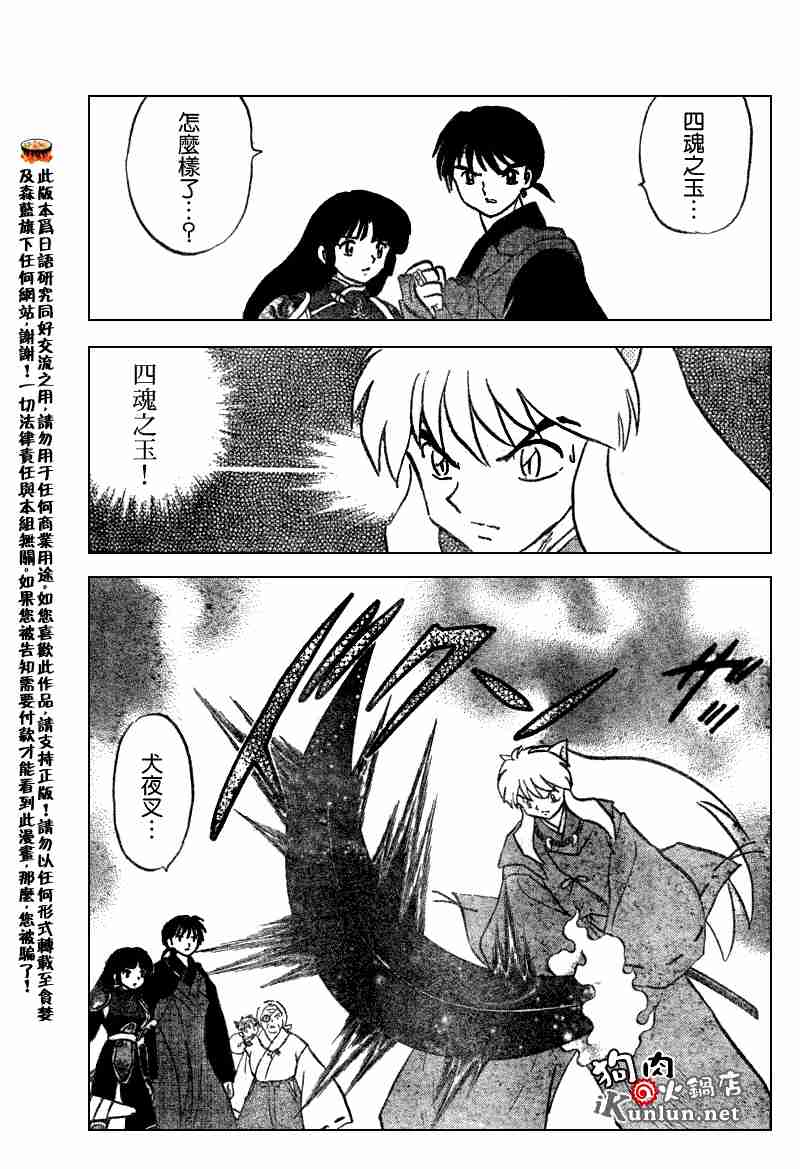 四魂之玉…
怎麼樣了…?
四魂之玉!
犬夜叉…
ザ
グン
此版本爲日語研究同好交流之用,請勿用于任何商業用途。如您喜歡此作品,請支持正版!請勿以任何形式轉載至貪婪
及森藍旗下任何網站,謝謝!一切法律責任與本組無關。如果您被告知需要付款才能看到此漫畫,那麼,您被騙了!
狗肉火鍋店
iKunlun.net